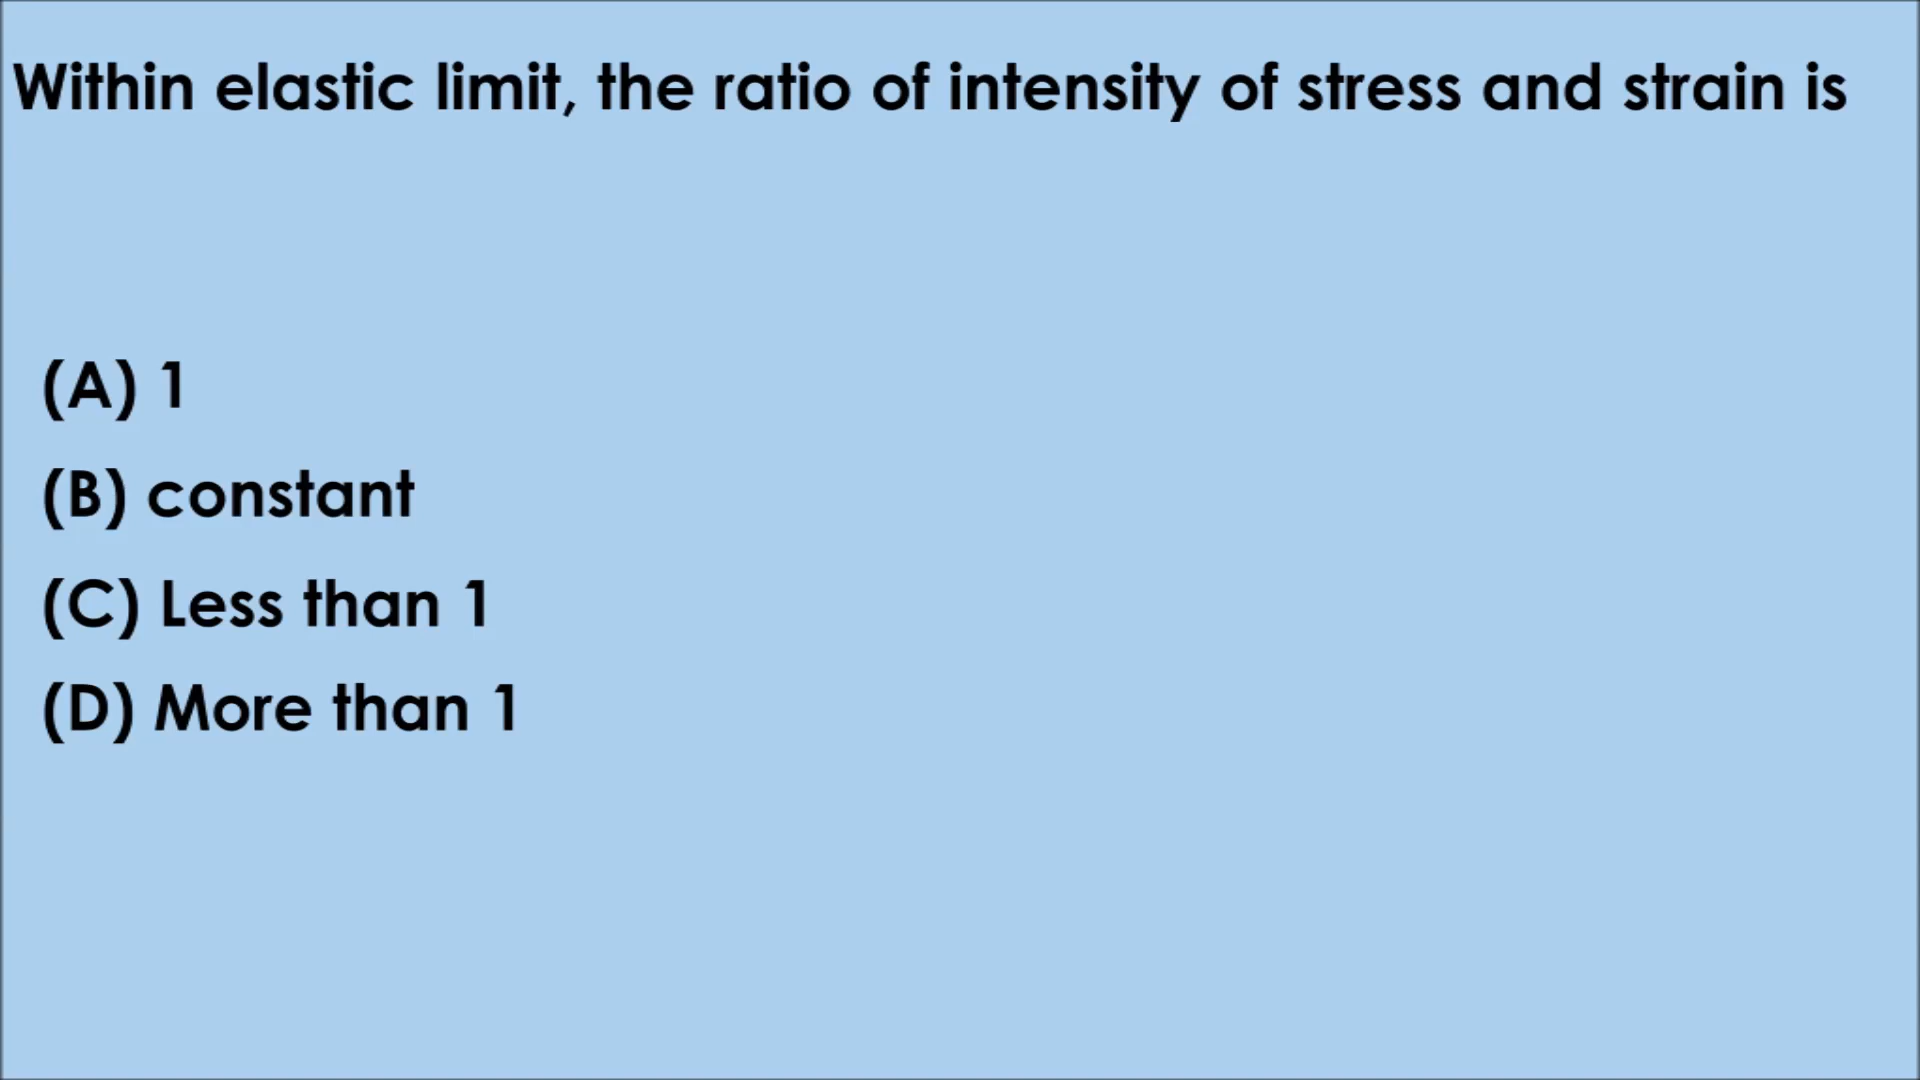 Within elastic limit, the ratio of intensity of stress and strain is
(A) 1
(B) constant
(C) Less than 1
(D) More than 1